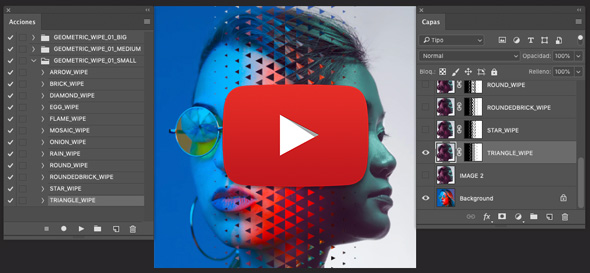 Acciones
GEOMETRIC_WIPE_01_BIG
GEOMETRIC_WIPE_01_MEDIUM
GEOMETRIC_WIPE_01_SMALL
ARROW_WIPE
BRICK_WIPE
DIAMOND_WIPE
EGG_WIPE
FLAME_WIPE
MOSAIC_WIPE
ONION_WIPE
RAIN_WIPE
ROUND_WIPE
ROUNDEDBRICK_WIPE
STAR_WIPE
TRIANGLE_WIPE
Capas
Tipo
Normal
Opacidad: 100%
Bloq.:
Relleno: 100%
ROUND_WIPE
ROUNDEDBRICK_WIPE
STAR_WIPE
TRIANGLE_WIPE
IMAGE 2
Background
fx